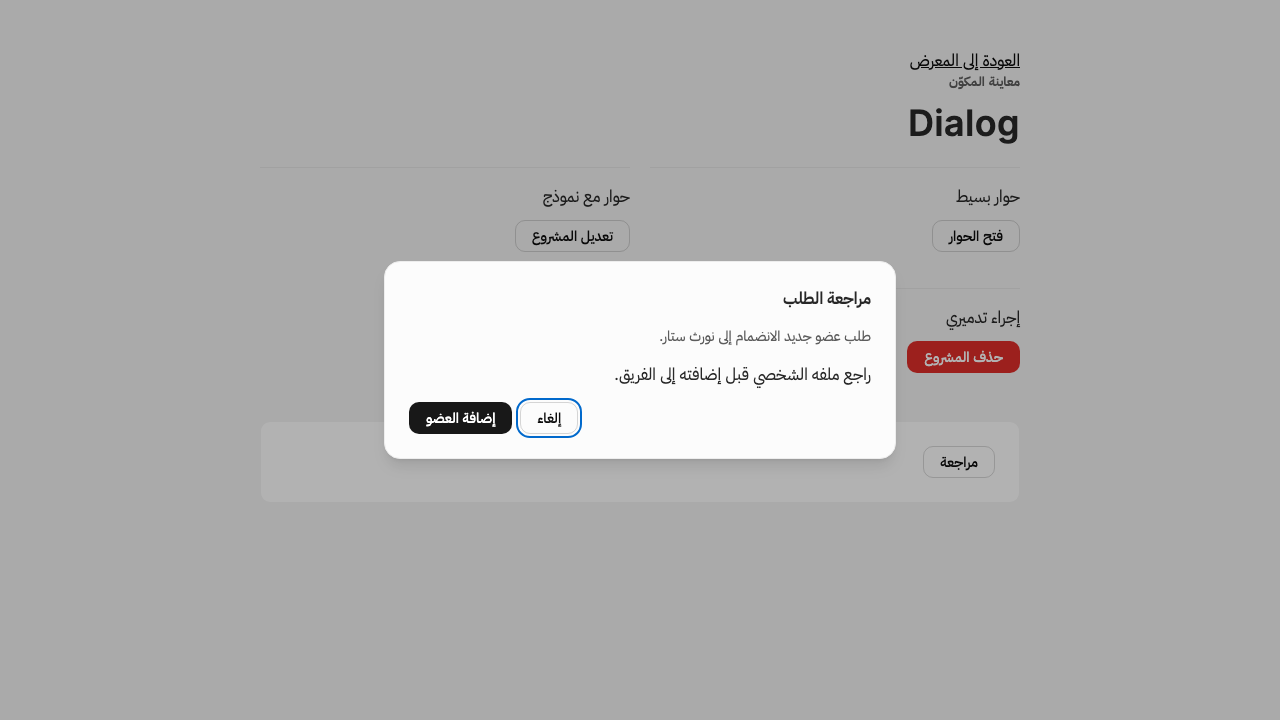 العودة إلى المعرض
معاينة المكوّن
Dialog
حوار بسيط
فتح الحوار
حوار مع نموذج
تعديل المشروع
إجراء تدميري
حذف المشروع
مراجعة
مراجعة الطلب
طلب عضو جديد الانضمام إلى نورث ستار.
راجع ملفه الشخصي قبل إضافته إلى الفريق.
إلغاء
إضافة العضو